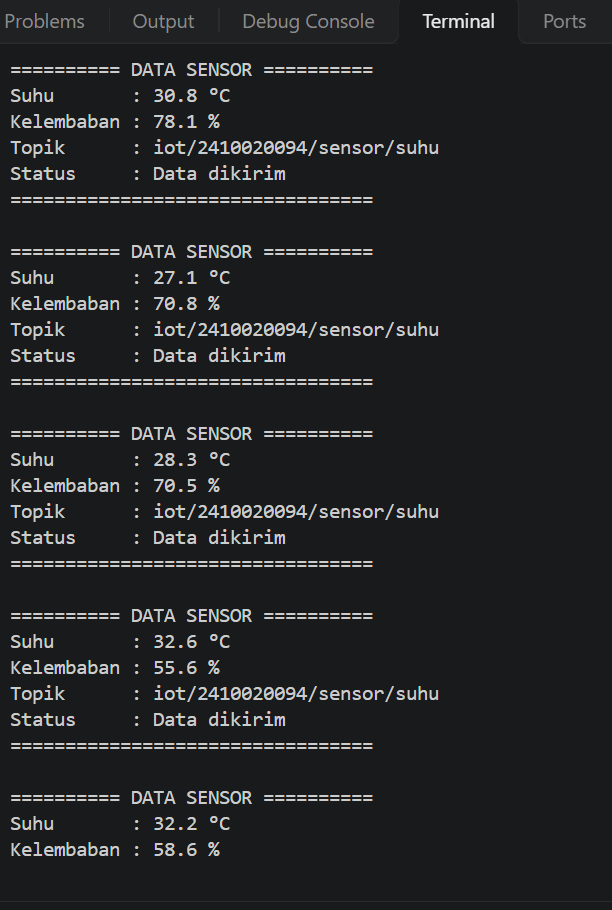 Problems Output Debug Console Terminal Ports
========== DATA SENSOR ==========
Suhu       : 30.8 °C
Kelembaban : 78.1 %
Topik      : iot/2410020094/sensor/suhu
Status     : Data dikirim
=================================
========== DATA SENSOR ==========
Suhu       : 27.1 °C
Kelembaban : 70.8 %
Topik      : iot/2410020094/sensor/suhu
Status     : Data dikirim
=================================
========== DATA SENSOR ==========
Suhu       : 28.3 °C
Kelembaban : 70.5 %
Topik      : iot/2410020094/sensor/suhu
Status     : Data dikirim
=================================
========== DATA SENSOR ==========
Suhu       : 32.6 °C
Kelembaban : 55.6 %
Topik      : iot/2410020094/sensor/suhu
Status     : Data dikirim
=================================
========== DATA SENSOR ==========
Suhu       : 32.2 °C
Kelembaban : 58.6 %